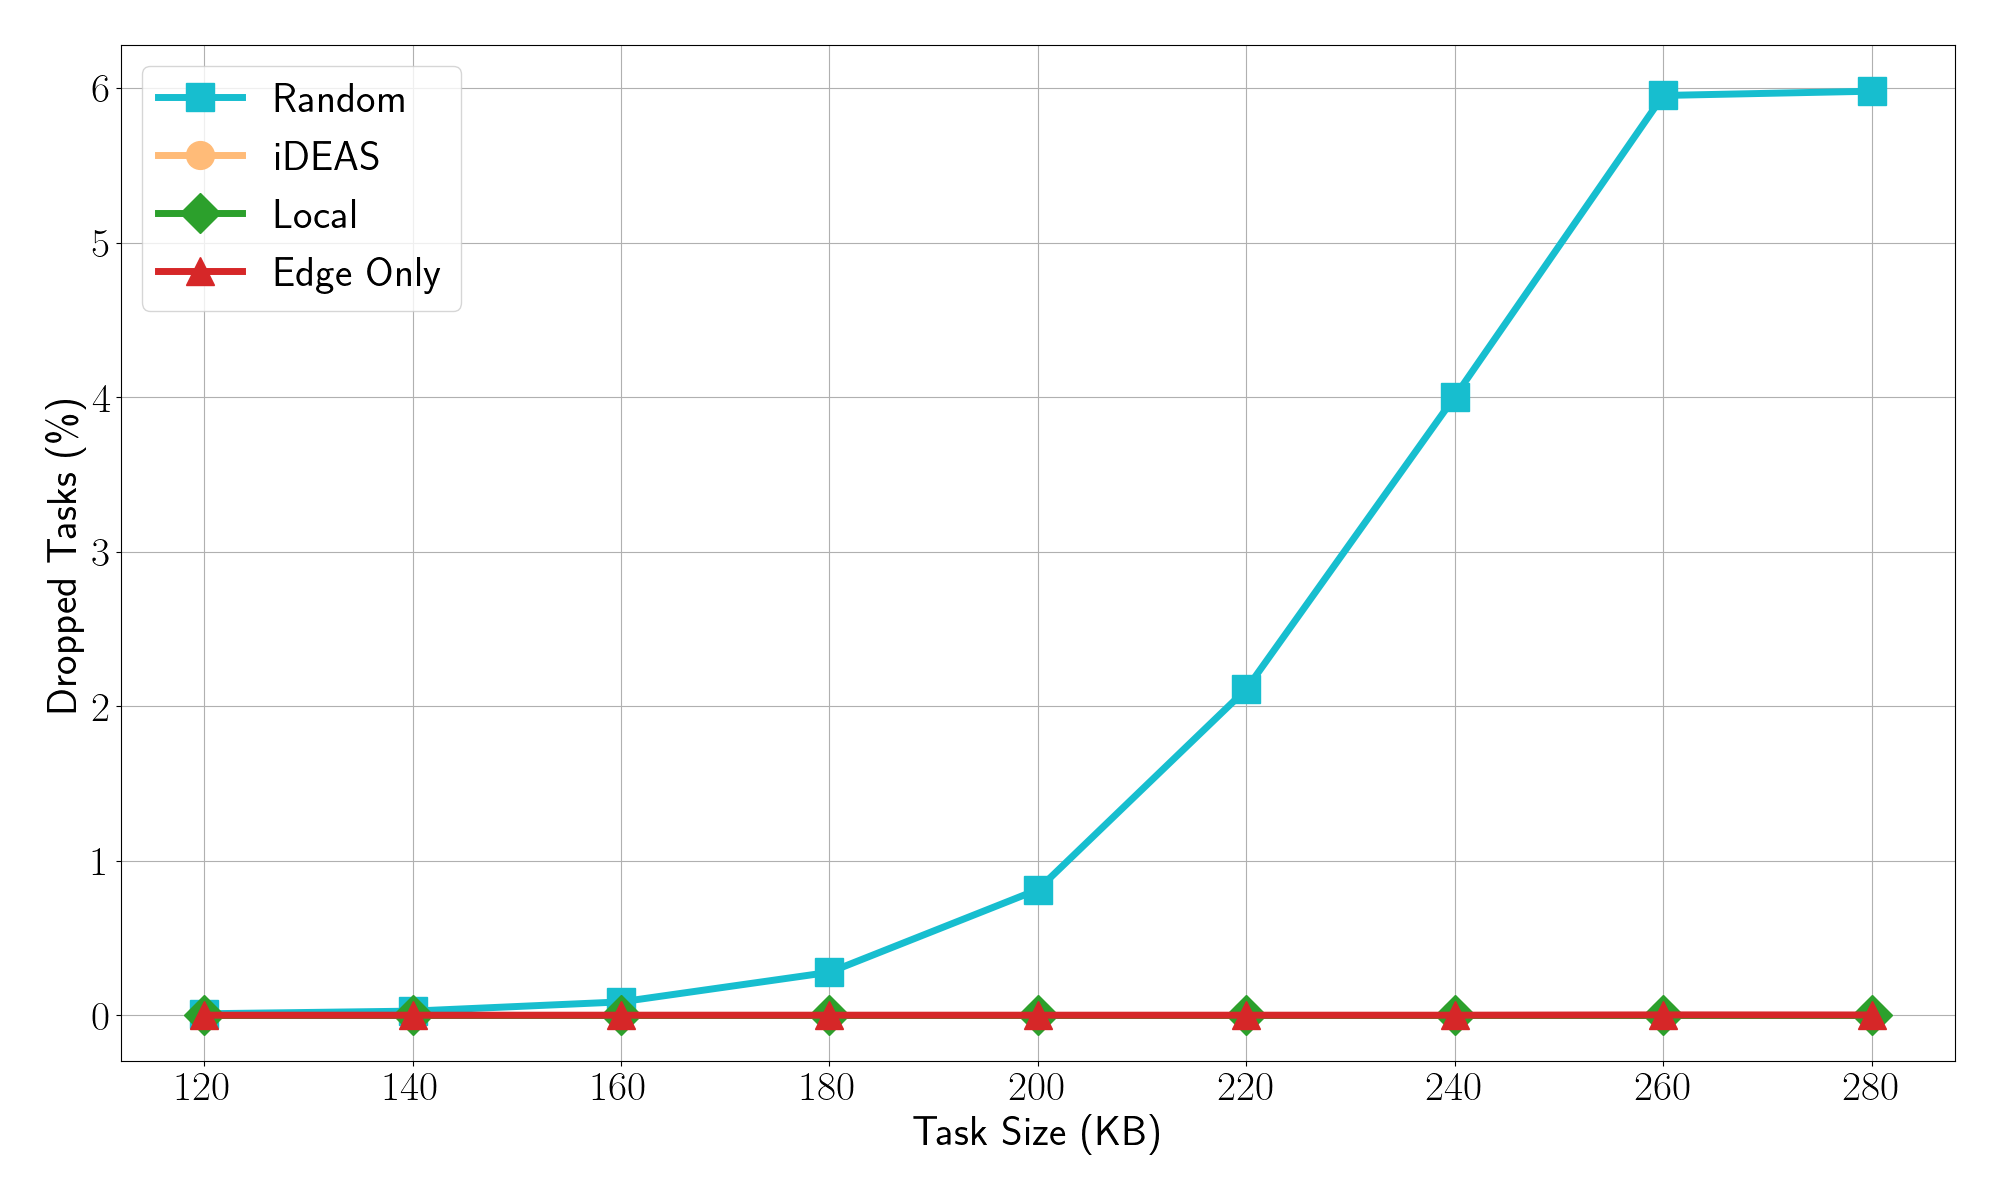 Random
iDEAS
Local
Edge Only
6
5
4
3
2
1
0
Dropped Tasks (%)
120 140 160 180 200 220 240 260 280
Task Size (KB)